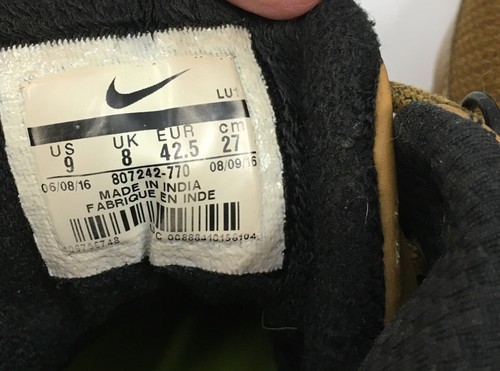 LU1
US UK EUR cm
9 8 42.5 27
06/08/16 08/09/16
807242-770
MADE IN INDIA
FABRIQUE EN INDE